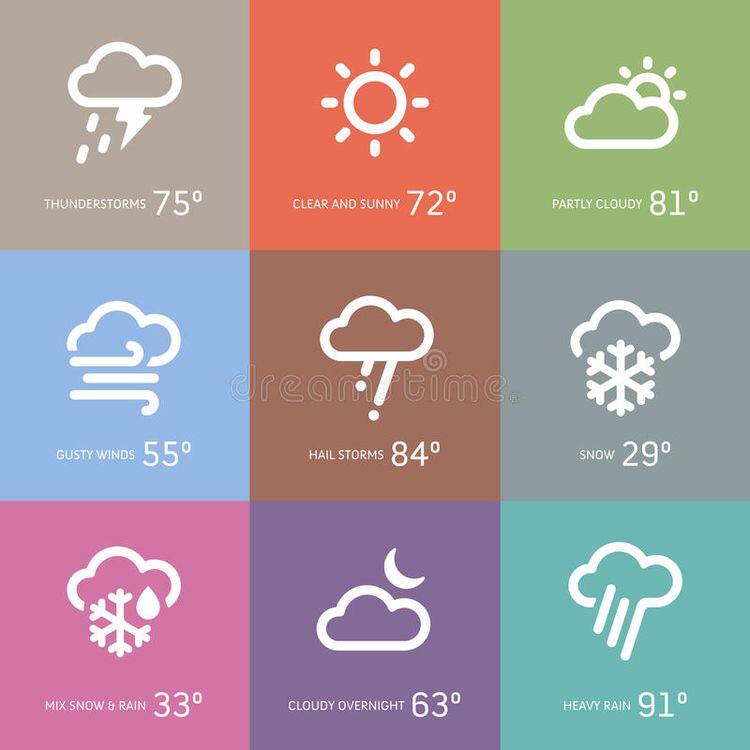 THUNDERSTORMS 75°
CLEAR AND SUNNY 72°
PARTLY CLOUDY 81°
GUSTY WINDS 55°
HAIL STORMS 84°
SNOW 29°
dreamstime
MIX SNOW & RAIN 33°
CLOUDY OVERNIGHT 63°
HEAVY RAIN 91°